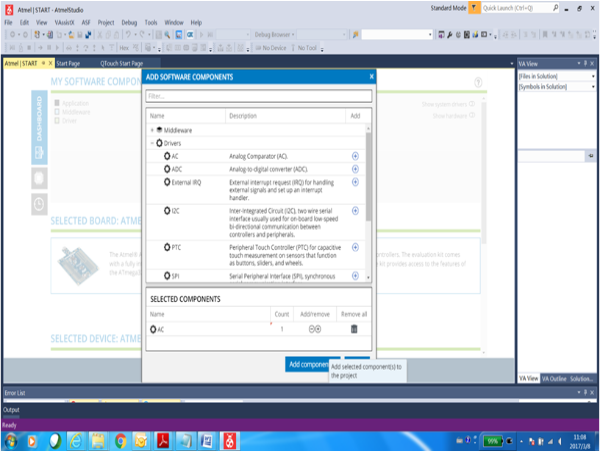 Atmel | START - AtmelStudio
Standard Mode
Quick Launch (Ctrl+Q)
File Edit View VAssistX ASF Project Debug Tools Window Help
Debug Browser
Hex
No Device
No Tool
Atmel | START
Start Page
QTouch Start Page
VA View
MY SOFTWARE COMPON
ADD SOFTWARE COMPONENTS
[Files in Solution]
[Symbols in Solution]
Filter...
DASHBOARD
Application
Middleware
Driver
Show system drivers
Show hardware
Name
Description
Add
Middleware
Drivers
AC
Analog Comparator (AC).
ADC
Analog-to-digital converter (ADC).
External IRQ
External interrupt request (IRQ) for handling
external signals and set up an interrupt
handler.
I2C
Inter-Integrated Circuit (I2C), two wire serial
interface usually used for on-board low-speed
bi-directional communication between
controllers and peripherals.
PTC
Peripheral Touch Controller (PTC) for capacitive
touch measurement on sensors that function
as buttons, sliders, and wheels.
SPI
Serial Peripheral Interface (SPI), synchronous
SELECTED BOARD: ATME
The Atmel®
with a fully in
the ATmega
controllers. The evaluation kit comes
kit provides access to the features of
SELECTED COMPONENTS
Name
Count
Add/remove
Remove all
AC
1
SELECTED DEVICE: ATME
Add componen
Add selected component(s) to
the project
VA View
VA Outline
Solution...
Error List
Output
Ready
99%
11:08
2017/3/8